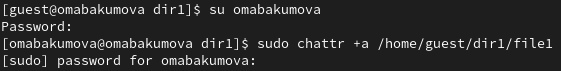 [guest@omabakumova dir1]$ su omabakumova
Password:
[omabakumova@omabakumova dir1]$ sudo chattr +a /home/guest/dir1/file1
[sudo] password for omabakumova: